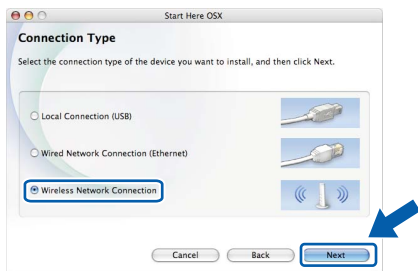 Start Here OSX
Connection Type
Select the connection type of the device you want to install, and then click Next.
Local Connection (USB)
Wired Network Connection (Ethernet)
Wireless Network Connection
Cancel Back Next